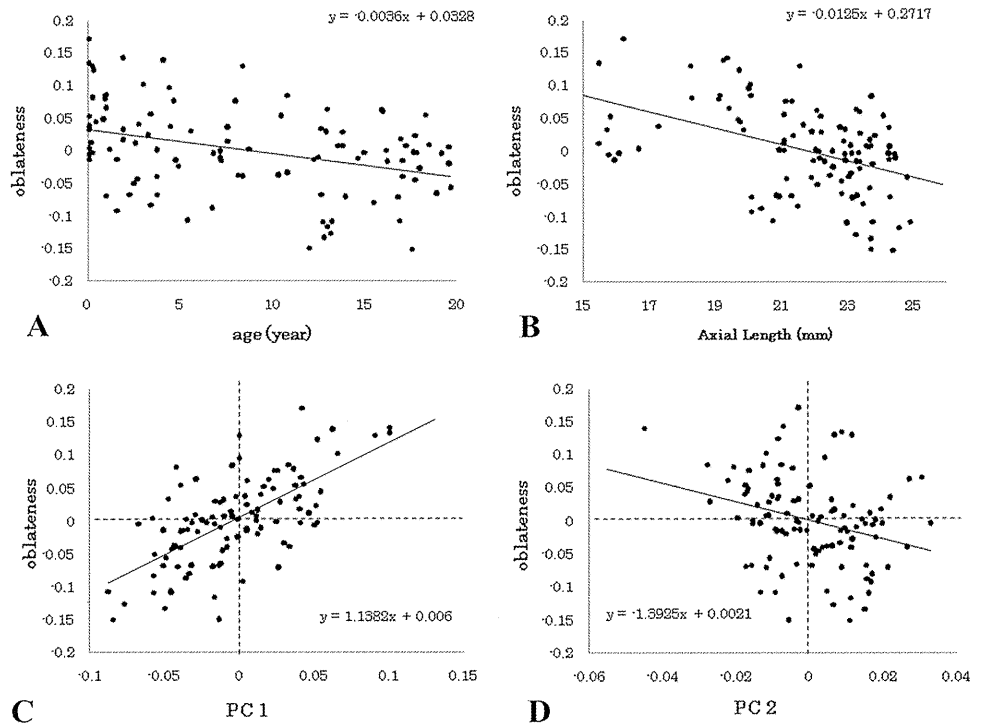 y = -0.0036x + 0.0328
0.2
0.15
0.1
0.05
0
-0.05
-0.1
-0.15
-0.2
oblateness
0 5 10 15 20
age (year)
A
y = -0.0125x + 0.2717
0.2
0.15
0.1
0.05
0
-0.05
-0.1
-0.15
-0.2
oblateness
15 17 19 21 23 25
Axial Length (mm)
B
0.2
0.15
0.1
0.05
0
-0.05
-0.1
-0.15
-0.2
oblateness
y = 1.1382x + 0.006
-0.1 -0.05 0 0.05 0.1 0.15
PC 1
C
0.2
0.15
0.1
0.05
0
-0.05
-0.1
-0.15
-0.2
oblateness
y = -1.3925x + 0.0021
-0.06 -0.04 -0.02 0 0.02 0.04
PC 2
D